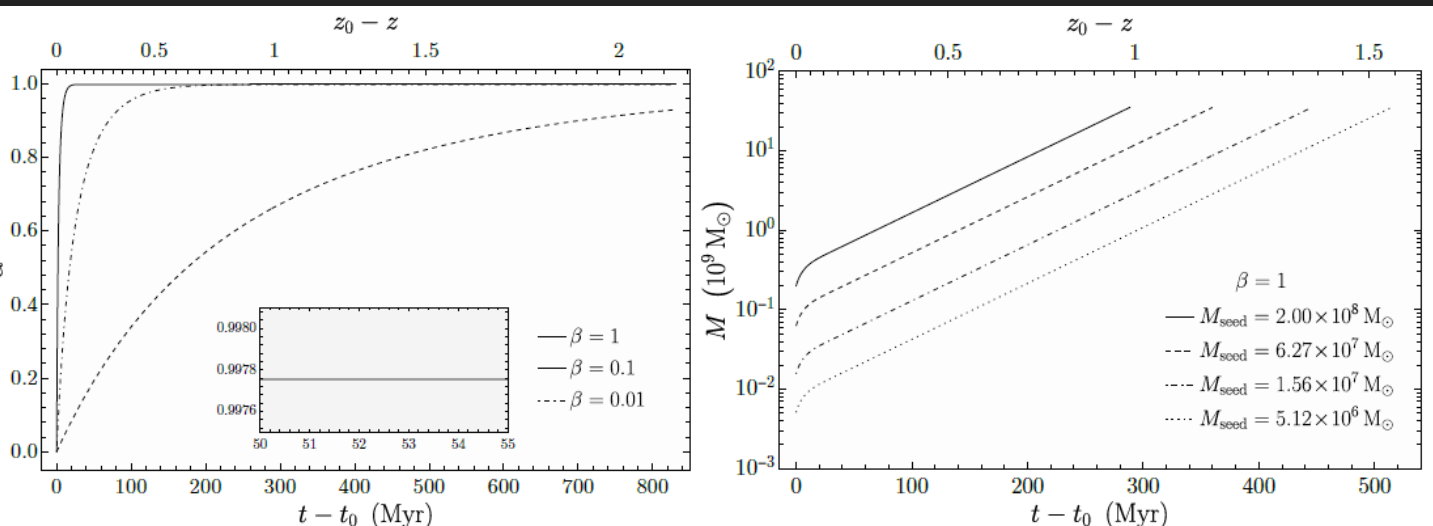 z₀ − z
0 0.5 1 1.5 2
1.0
0.8
0.6
0.4
0.2
0.0
0.9980
0.9978
0.9976
50 51 52 53 54 55
β = 1
β = 0.1
β = 0.01
0 100 200 300 400 500 600 700 800
t − t₀ (Myr)
z₀ − z
0 0.5 1 1.5
10²
10¹
10⁰
10⁻¹
10⁻²
10⁻³
M (10⁹ M⊙)
β = 1
M_seed = 2.00×10⁸ M⊙
M_seed = 6.27×10⁷ M⊙
M_seed = 1.56×10⁷ M⊙
M_seed = 5.12×10⁶ M⊙
0 100 200 300 400 500
t − t₀ (Myr)